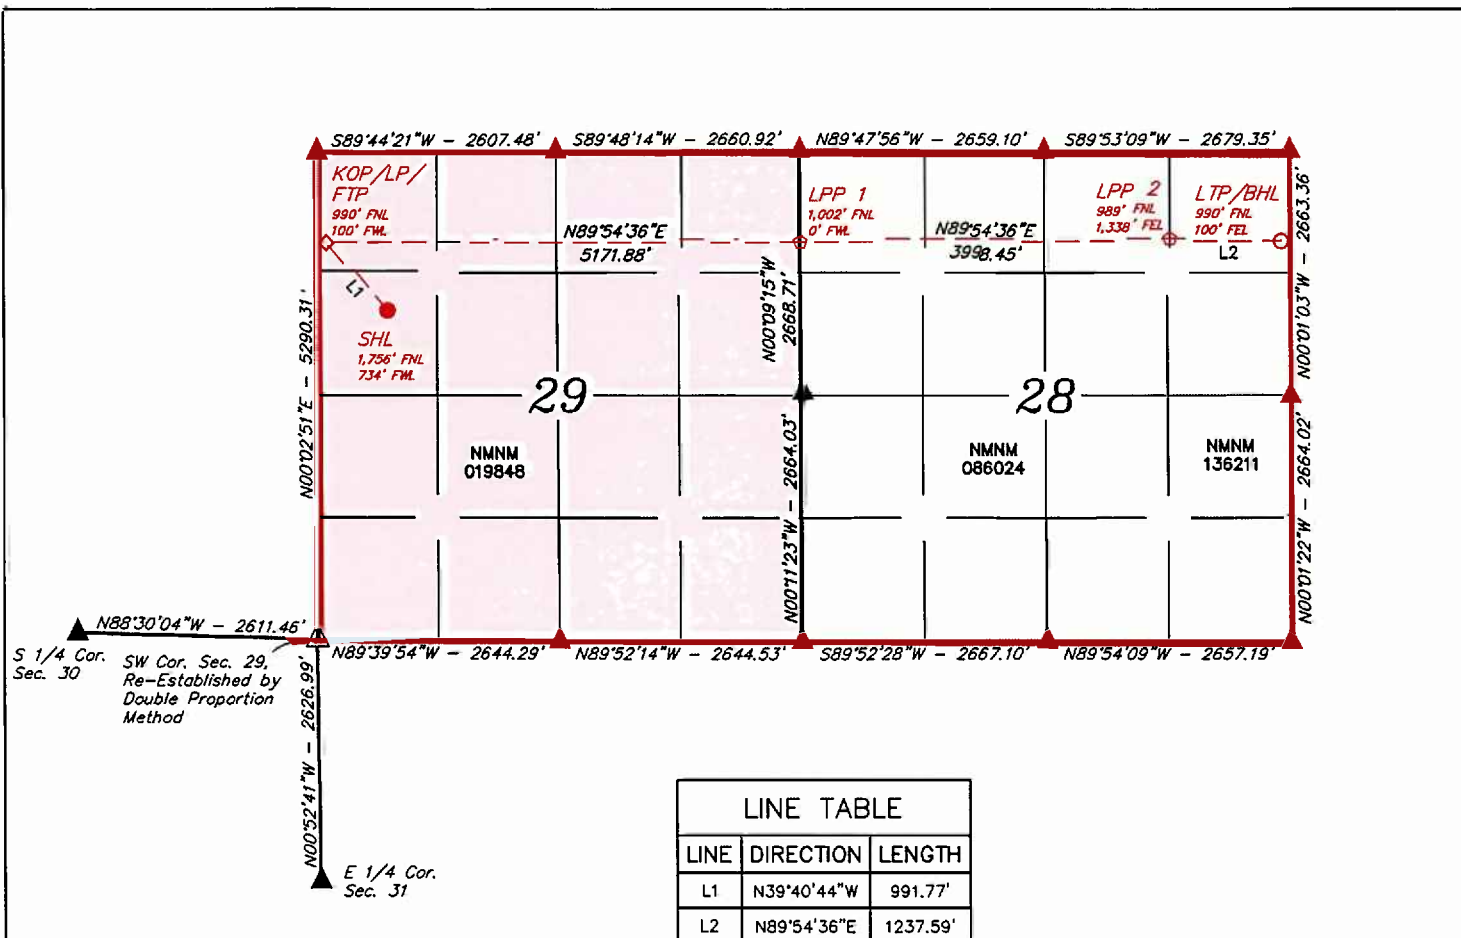 S89°44'21"W - 2607.48'
S89°48'14"W - 2660.92'
N89°47'56"W - 2659.10'
S89°53'09"W - 2679.35'
KOP/LP/
FTP
990' FNL
100' FWL
LPP 1
1,002' FNL
0' FWL
LPP 2
989' FNL
1,338' FEL
LTP/BHL
990' FNL
100' FEL
L2
N89°54'36"E
5171.88'
N89°54'36"E
3998.45'
L1
SHL
1,756' FNL
734' FWL
N00°02'51"E - 5290.31'
N00°09'15"W
2668.71'
N00°01'03"W - 2663.36'
29
28
NMNM
019848
NMNM
086024
NMNM
136211
N00°11'23"W - 2664.03'
N00°01'22"W - 2664.02'
N88°30'04"W - 2611.46'
N89°39'54"W - 2644.29'
N89°52'14"W - 2644.53'
S89°52'28"W - 2667.10'
N89°54'09"W - 2657.19'
S 1/4 Cor.
Sec. 30
SW Cor. Sec. 29,
Re-Established by
Double Proportion
Method
N00°52'41"W - 2626.99'
E 1/4 Cor.
Sec. 31
LINE TABLE
LINE DIRECTION LENGTH
L1 N39°40'44"W 991.77'
L2 N89°54'36"E 1237.59'